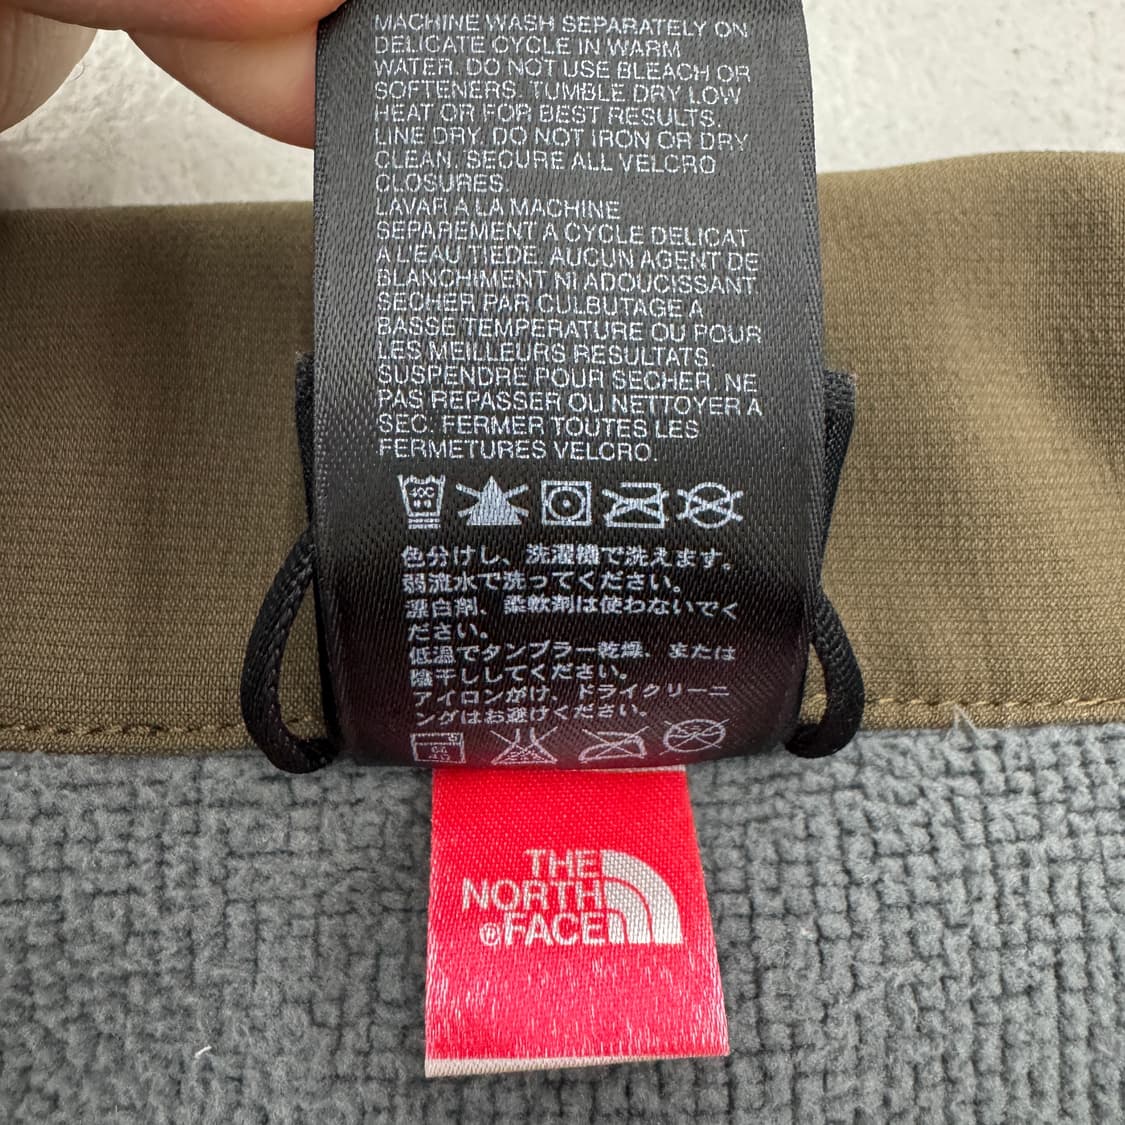 MACHINE WASH SEPARATELY ON
DELICATE CYCLE IN WARM
WATER. DO NOT USE BLEACH OR
SOFTENERS. TUMBLE DRY LOW
HEAT OR FOR BEST RESULTS.
LINE DRY. DO NOT IRON OR DRY
CLEAN. SECURE ALL VELCRO
CLOSURES.
LAVAR A LA MACHINE
SEPAREMENT A CYCLE DELICAT
A L'EAU TIEDE. AUCUN AGENT DE
BLANCHIMENT NI ADOUCISSANT
SECHER PAR CULBUTAGE A
BASSE TEMPERATURE OU POUR
LES MEILLEURS RESULTATS.
SUSPENDRE POUR SECHER. NE
PAS REPASSER OU NETTOYER A
SEC. FERMER TOUTES LES
FERMETURES VELCRO.
色分けし、洗濯機で洗えます。
弱流水で洗ってください。
漂白剤、柔軟剤は使わないでく
ださい。
低温でタンブラー乾燥、または
陰干ししてください。
アイロンがけ、ドライクリーニ
ングはお避けください。
THE
NORTH
®FACE